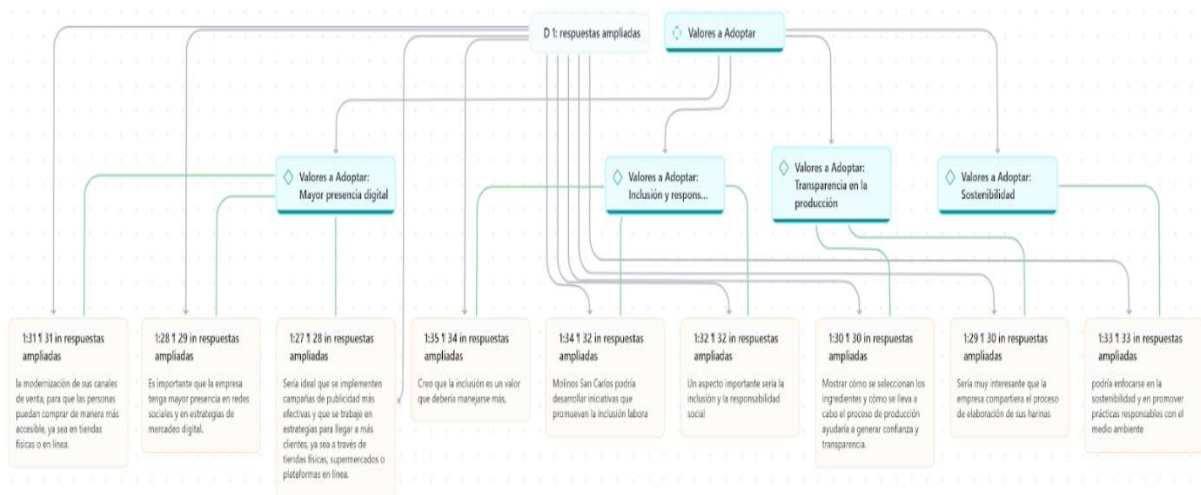 D 1: respuestas ampliadas
Valores a Adoptar
Valores a Adoptar:
Mayor presencia digital
Valores a Adoptar:
Inclusión y respons...
Valores a Adoptar:
Transparencia en la
producción
Valores a Adoptar:
Sostenibilidad
1:31 ¶ 31 in respuestas
ampliadas
la modernización de sus canales
de venta, para que las personas
puedan comprar de manera más
accesible, ya sea en tiendas
físicas o en línea.
1:28 ¶ 29 in respuestas
ampliadas
Es importante que la empresa
tenga mayor presencia en redes
sociales y en estrategias de
mercadeo digital.
1:27 ¶ 28 in respuestas
ampliadas
Sería ideal que se implementen
campañas de publicidad más
efectivas y que se trabaje en
estrategias para llegar a más
clientes, ya sea a través de
tiendas físicas, supermercados o
plataformas en línea.
1:35 ¶ 34 in respuestas
ampliadas
Creo que la inclusión es un valor
que debería manejarse más,
1:34 ¶ 32 in respuestas
ampliadas
Molinos San Carlos podría
desarrollar iniciativas que
promuevan la inclusión labora
1:32 ¶ 32 in respuestas
ampliadas
Un aspecto importante sería la
inclusión y la responsabilidad
social
1:30 ¶ 30 in respuestas
ampliadas
Mostrar cómo se seleccionan los
ingredientes y cómo se lleva a
cabo el proceso de producción
ayudaría a generar confianza y
transparencia.
1:29 ¶ 30 in respuestas
ampliadas
Sería muy interesante que la
empresa compartiera el proceso
de elaboración de sus harinas
1:33 ¶ 33 in respuestas
ampliadas
podría enfocarse en la
sostenibilidad y en promover
prácticas responsables con el
medio ambiente